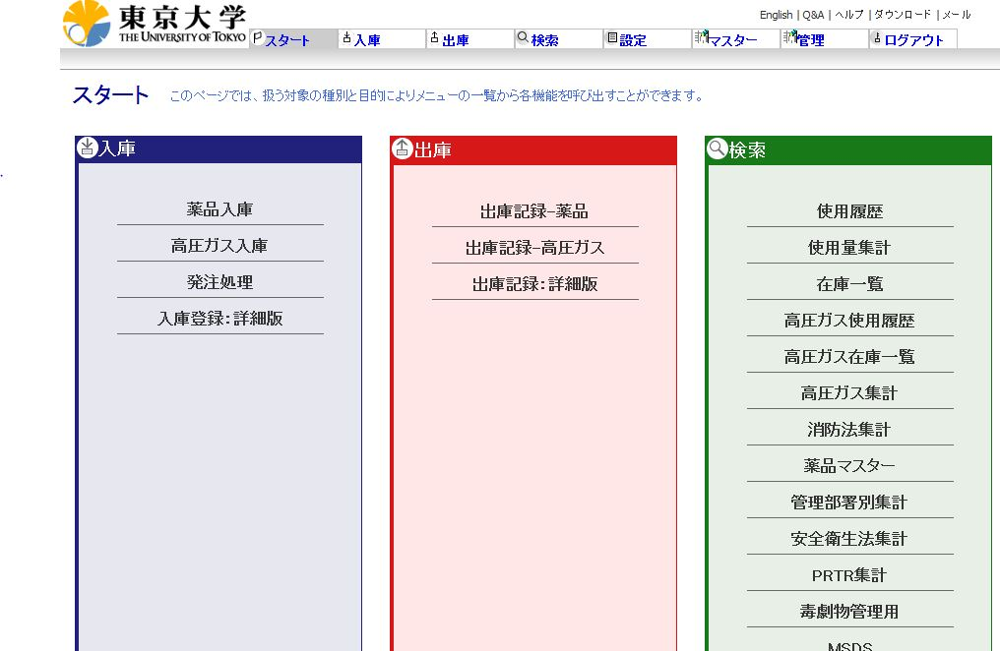 東京大学
THE UNIVERSITY OF TOKYO
English | Q&A | ヘルプ | ダウンロード | メール
スタート 入庫 出庫 検索 設定 マスター 管理 ログアウト
スタート このページでは、扱う対象の種別と目的によりメニューの一覧から各機能を呼び出すことができます。
入庫
薬品入庫
高圧ガス入庫
発注処理
入庫登録：詳細版
出庫
出庫記録−薬品
出庫記録−高圧ガス
出庫記録：詳細版
検索
使用履歴
使用量集計
在庫一覧
高圧ガス使用履歴
高圧ガス在庫一覧
高圧ガス集計
消防法集計
薬品マスター
管理部署別集計
安全衛生法集計
PRTR集計
毒劇物管理用
MSDS